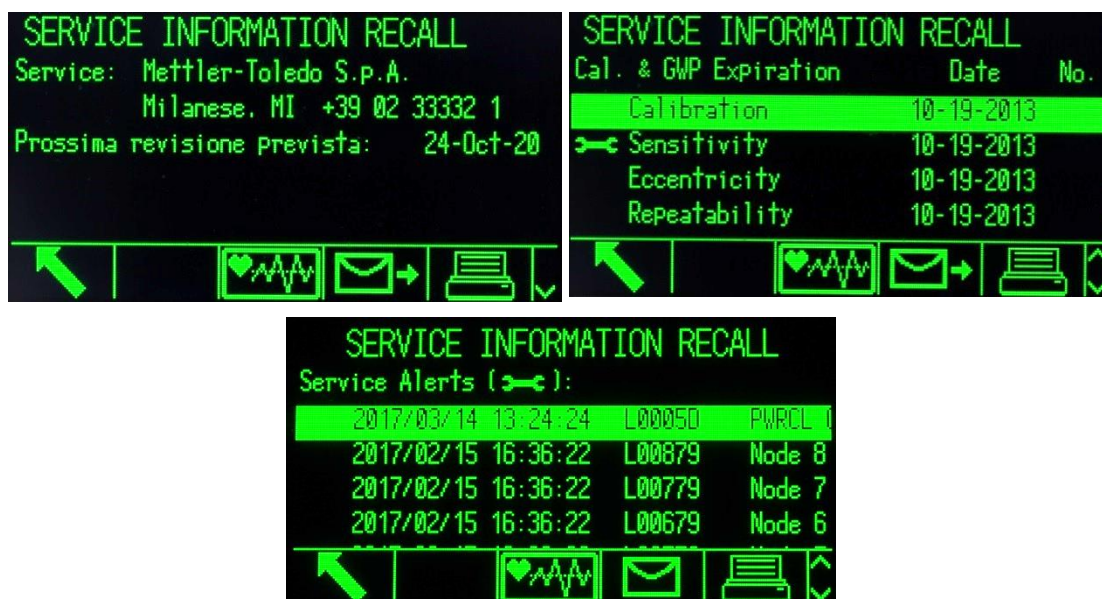 SERVICE INFORMATION RECALL
Service: Mettler-Toledo S.p.A.
Milanese, MI +39 02 33332 1
Prossima revisione prevista: 24-Oct-20
SERVICE INFORMATION RECALL
Cal. & GWP Expiration Date No.
Calibration 10-19-2013
Sensitivity 10-19-2013
Eccentricity 10-19-2013
Repeatability 10-19-2013
SERVICE INFORMATION RECALL
Service Alerts ( ):
2017/03/14 13:24:24 L0005D PWRCL
2017/02/15 16:36:22 L00879 Node 8
2017/02/15 16:36:22 L00779 Node 7
2017/02/15 16:36:22 L00679 Node 6